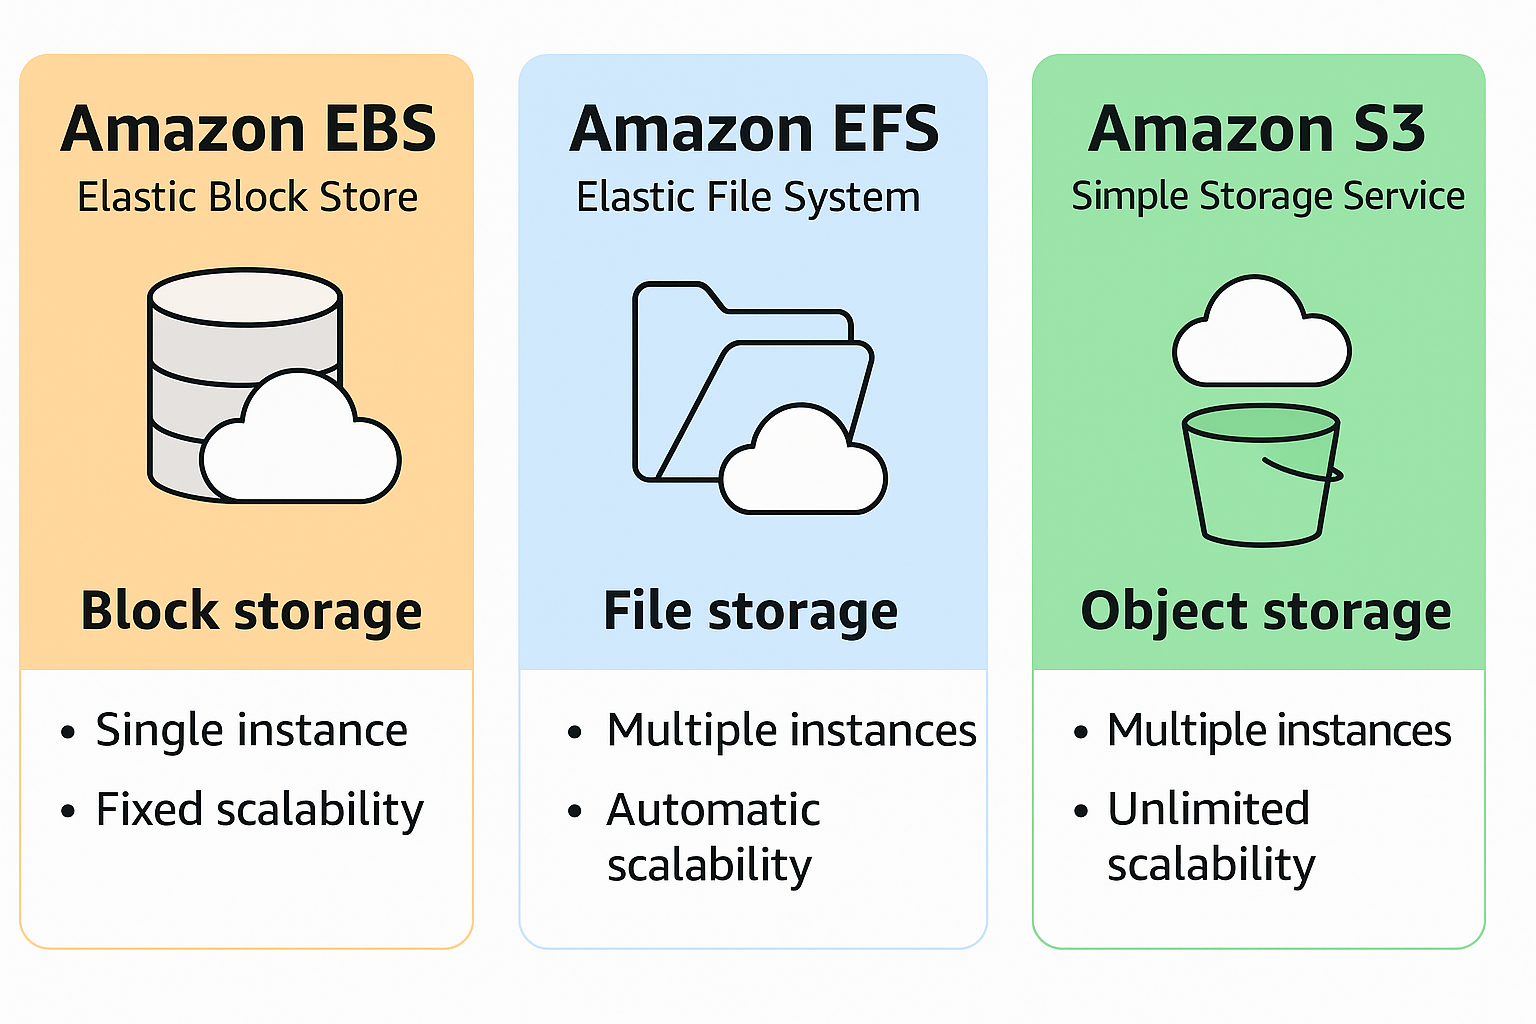 Amazon EBS
Elastic Block Store
Block storage
• Single instance
• Fixed scalability
Amazon EFS
Elastic File System
File storage
• Multiple instances
• Automatic
scalability
Amazon S3
Simple Storage Service
Object storage
• Multiple instances
• Unlimited
scalability